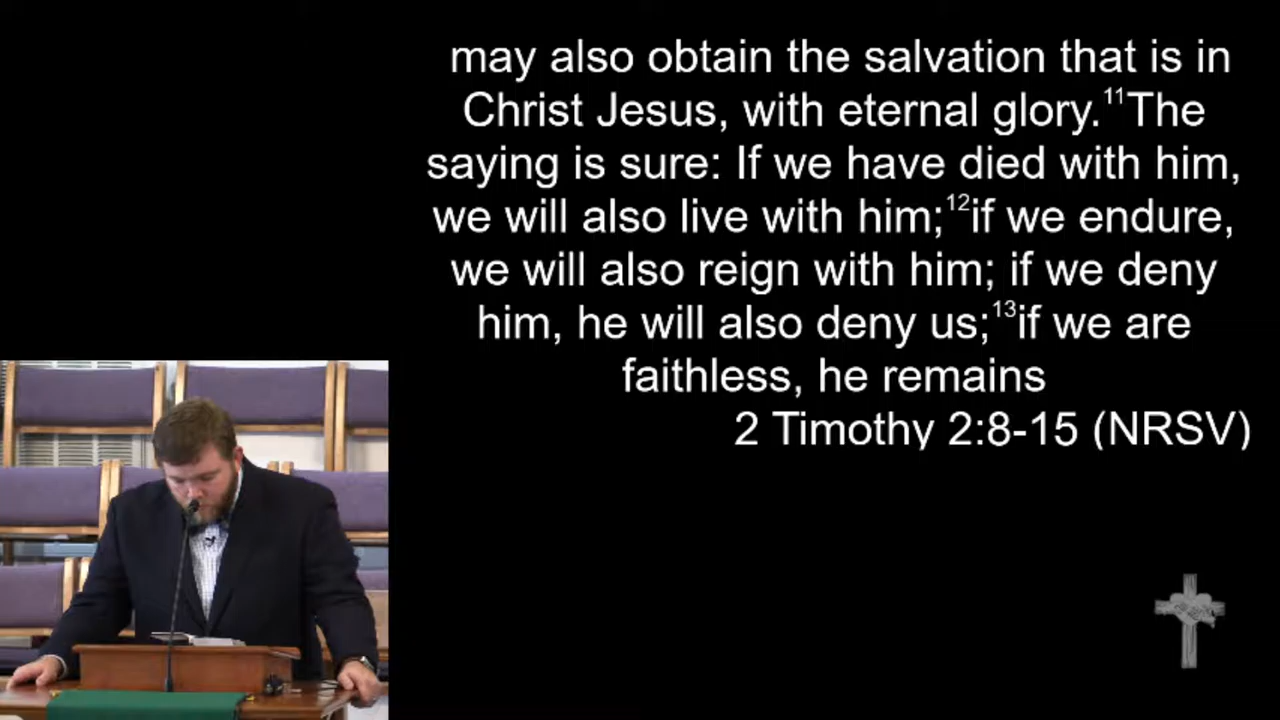 may also obtain the salvation that is in
Christ Jesus, with eternal glory.¹¹The
saying is sure: If we have died with him,
we will also live with him;¹²if we endure,
we will also reign with him; if we deny
him, he will also deny us;¹³if we are
faithless, he remains
2 Timothy 2:8-15 (NRSV)